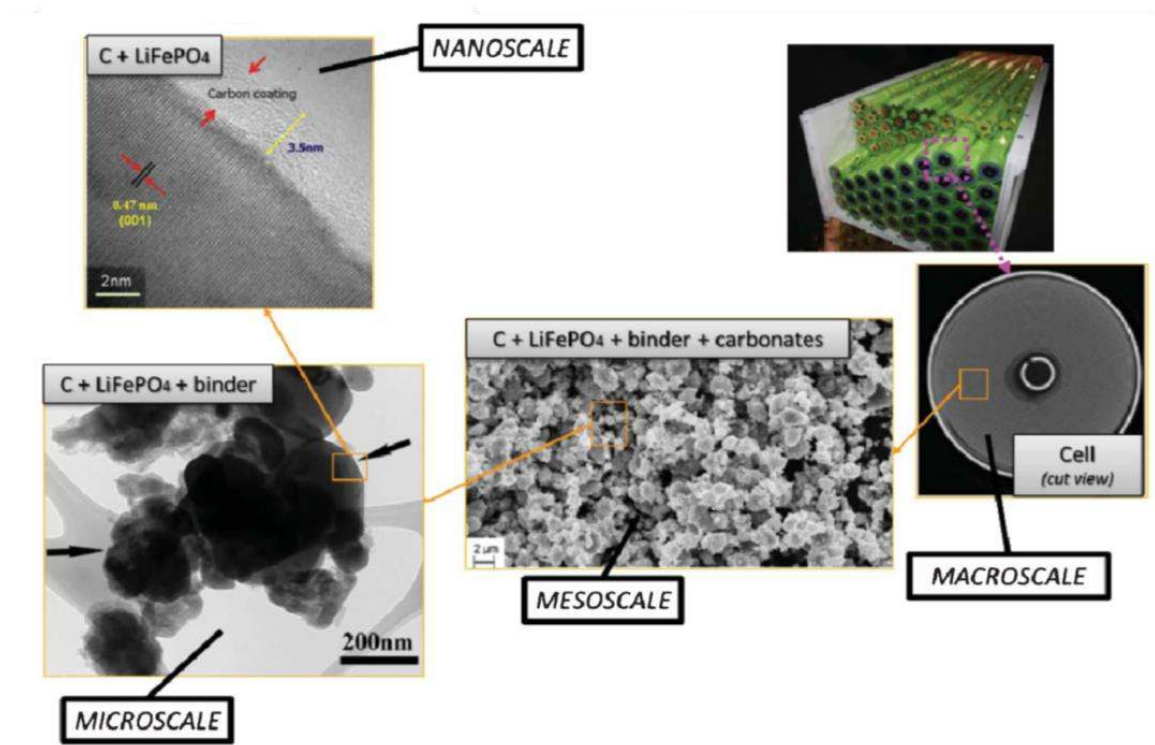 C + LiFePO4
NANOSCALE
Carbon coating
3.5nm
0.47 nm
{001}
2nm
C + LiFePO4 + binder
C + LiFePO4 + binder + carbonates
Cell
(cut view)
2 µm
MACROSCALE
MESOSCALE
200nm
MICROSCALE